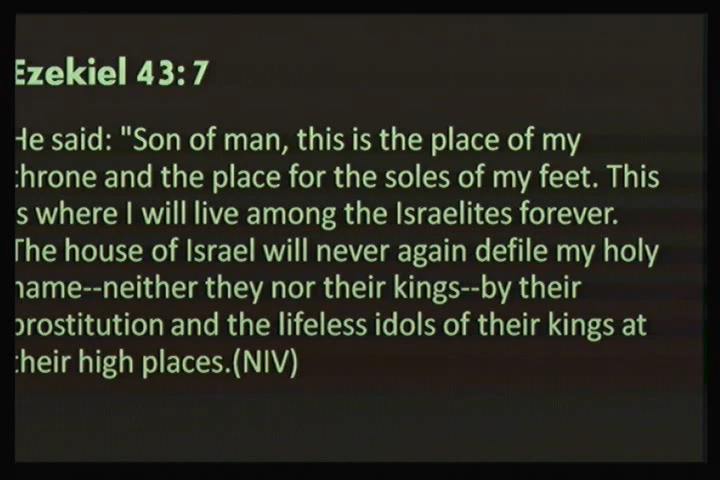 Ezekiel 43:7
He said: "Son of man, this is the place of my
throne and the place for the soles of my feet. This
is where I will live among the Israelites forever.
The house of Israel will never again defile my holy
name--neither they nor their kings--by their
prostitution and the lifeless idols of their kings at
their high places.(NIV)